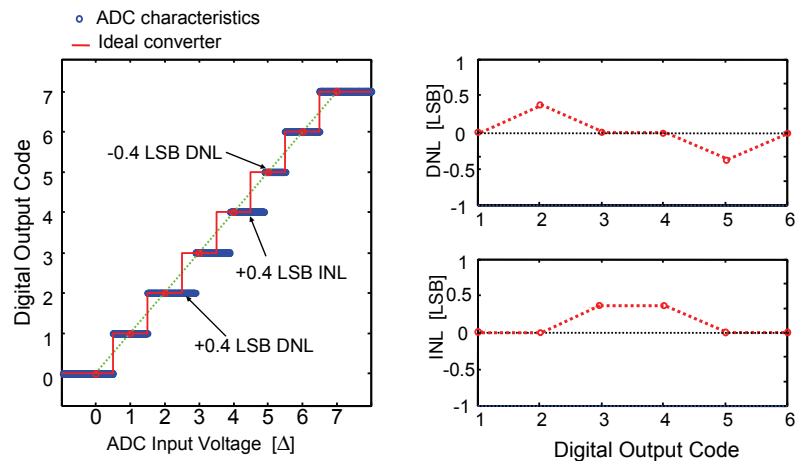 ADC characteristics
Ideal converter
7
6
5
4
3
2
1
0
Digital Output Code
-0.4 LSB DNL
+0.4 LSB INL
+0.4 LSB DNL
0 1 2 3 4 5 6 7
ADC Input Voltage [Δ]
1
0.5
0
-0.5
-1
DNL [LSB]
1 2 3 4 5 6
1
0.5
0
-0.5
-1
INL [LSB]
1 2 3 4 5 6
Digital Output Code